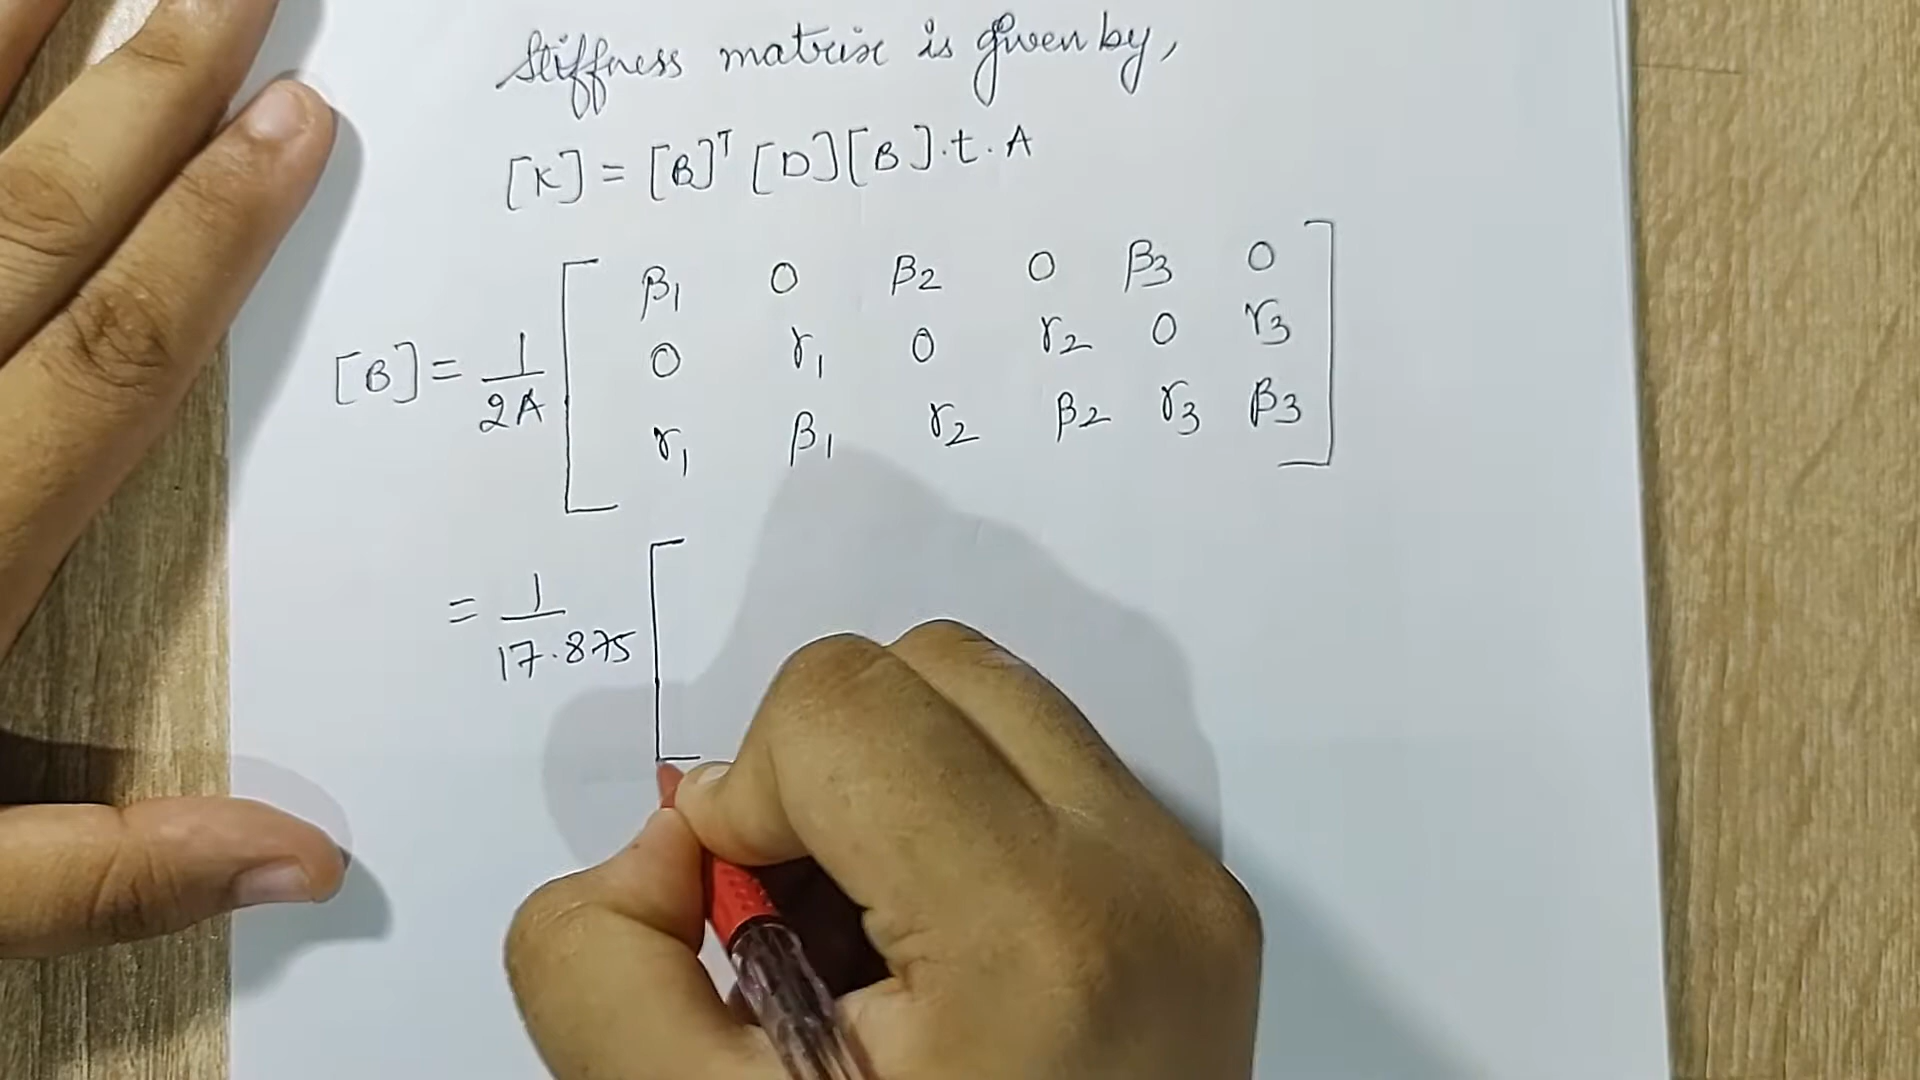 Stiffness matrix is given by,
[K] = [B]ᵀ [D] [B] . t . A
[B] = 1/2A [ β1 0 β2 0 β3 0
0 γ1 0 γ2 0 γ3
γ1 β1 γ2 β2 γ3 β3 ]
= 1/17.875 [